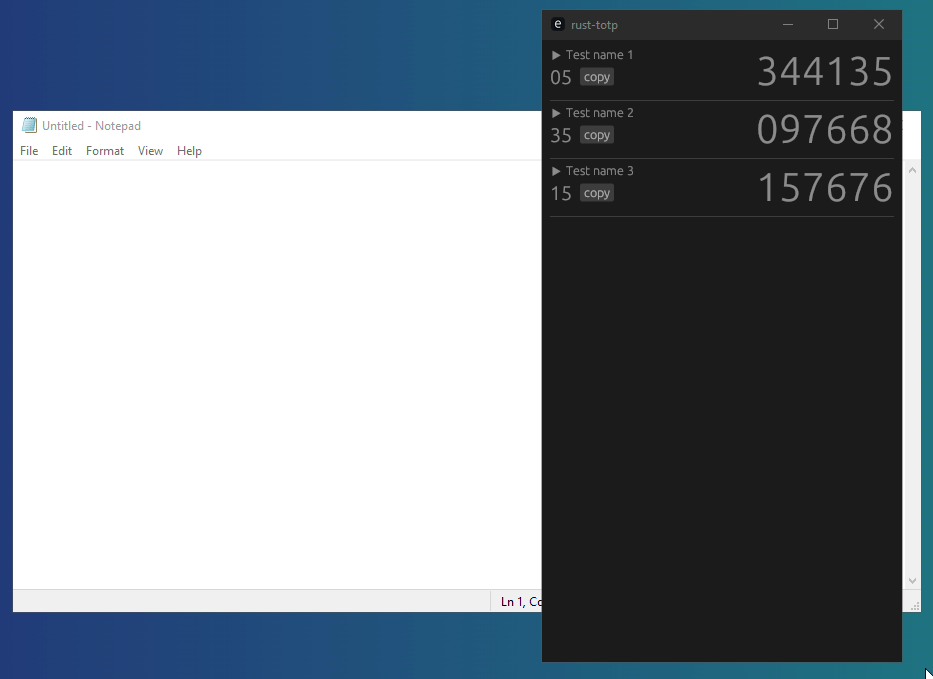 e rust-totp
Test name 1
05 copy 344135
Test name 2
35 copy 097668
Test name 3
15 copy 157676
Untitled - Notepad
File Edit Format View Help
Ln 1, Co